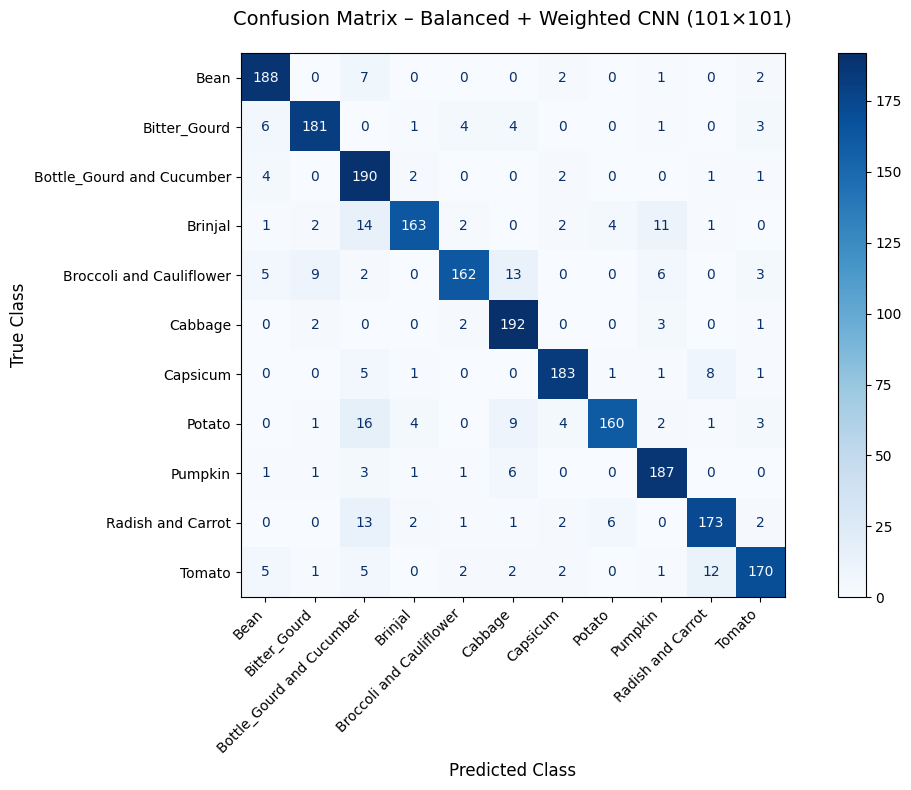 Confusion Matrix – Balanced + Weighted CNN (101×101)
Bean 188 0 7 0 0 0 2 0 1 0 2
Bitter_Gourd 6 181 0 1 4 4 0 0 1 0 3
Bottle_Gourd and Cucumber 4 0 190 2 0 0 2 0 0 1 1
Brinjal 1 2 14 163 2 0 2 4 11 1 0
Broccoli and Cauliflower 5 9 2 0 162 13 0 0 6 0 3
Cabbage 0 2 0 0 2 192 0 0 3 0 1
Capsicum 0 0 5 1 0 0 183 1 1 8 1
Potato 0 1 16 4 0 9 4 160 2 1 3
Pumpkin 1 1 3 1 1 6 0 0 187 0 0
Radish and Carrot 0 0 13 2 1 1 2 6 0 173 2
Tomato 5 1 5 0 2 2 2 0 1 12 170
True Class
Bean
Bitter_Gourd
Bottle_Gourd and Cucumber
Brinjal
Broccoli and Cauliflower
Cabbage
Capsicum
Potato
Pumpkin
Radish and Carrot
Tomato
Predicted Class
175
150
125
100
75
50
25
0